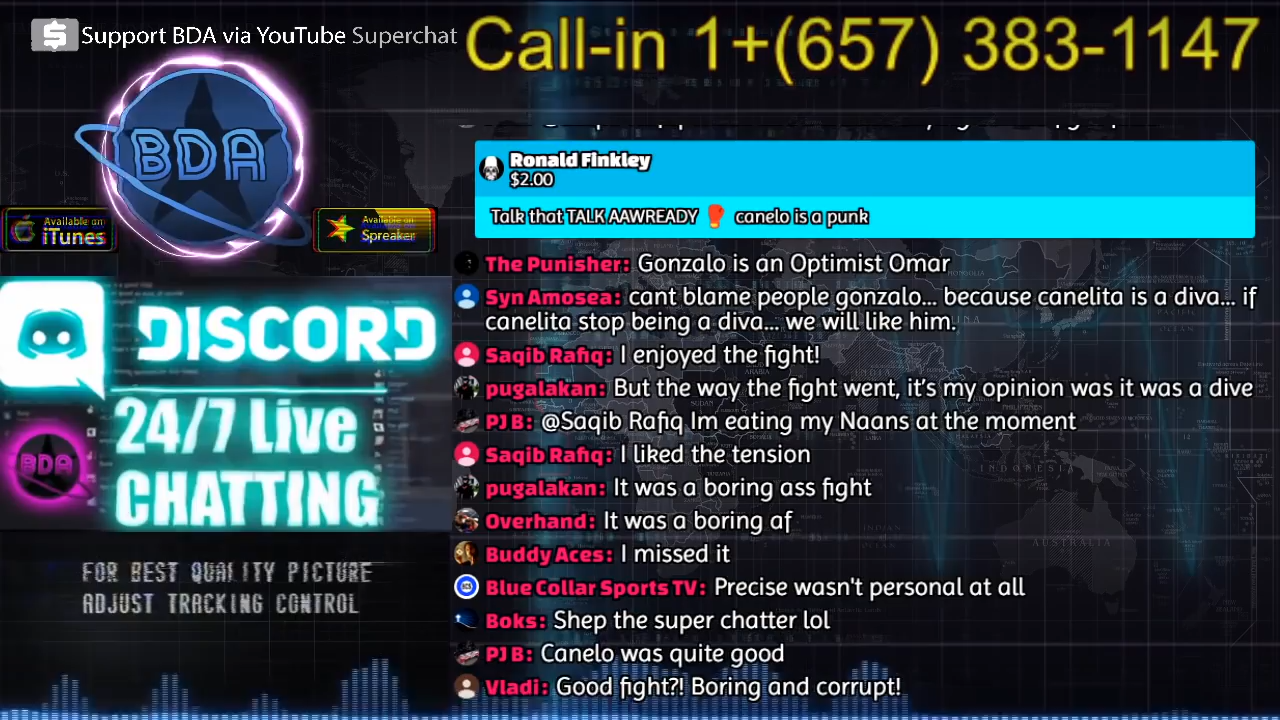 Support BDA via YouTube Superchat
Call-in 1+(657) 383-1147
BDA
Available on
iTunes
Available on
Spreaker
Ronald Finkley
$2.00
Talk that TALK AAWREADY 🥊 canelo is a punk
DISCORD
24/7 Live
CHATTING
BDA
FOR BEST QUALITY PICTURE
ADJUST TRACKING CONTROL
The Punisher: Gonzalo is an Optimist Omar
Syn Amosea: cant blame people gonzalo... because canelita is a diva... if
canelita stop being a diva... we will like him.
Saqib Rafiq: I enjoyed the fight!
pugalakan: But the way the fight went, it's my opinion was it was a dive
PJ B: @Saqib Rafiq Im eating my Naans at the moment
Saqib Rafiq: I liked the tension
pugalakan: It was a boring ass fight
Overhand: It was a boring af
Buddy Aces: I missed it
Blue Collar Sports TV: Precise wasn't personal at all
Boks: Shep the super chatter lol
PJ B: Canelo was quite good
Vladi: Good fight?! Boring and corrupt!
INDONESIA
AUSTRALIA